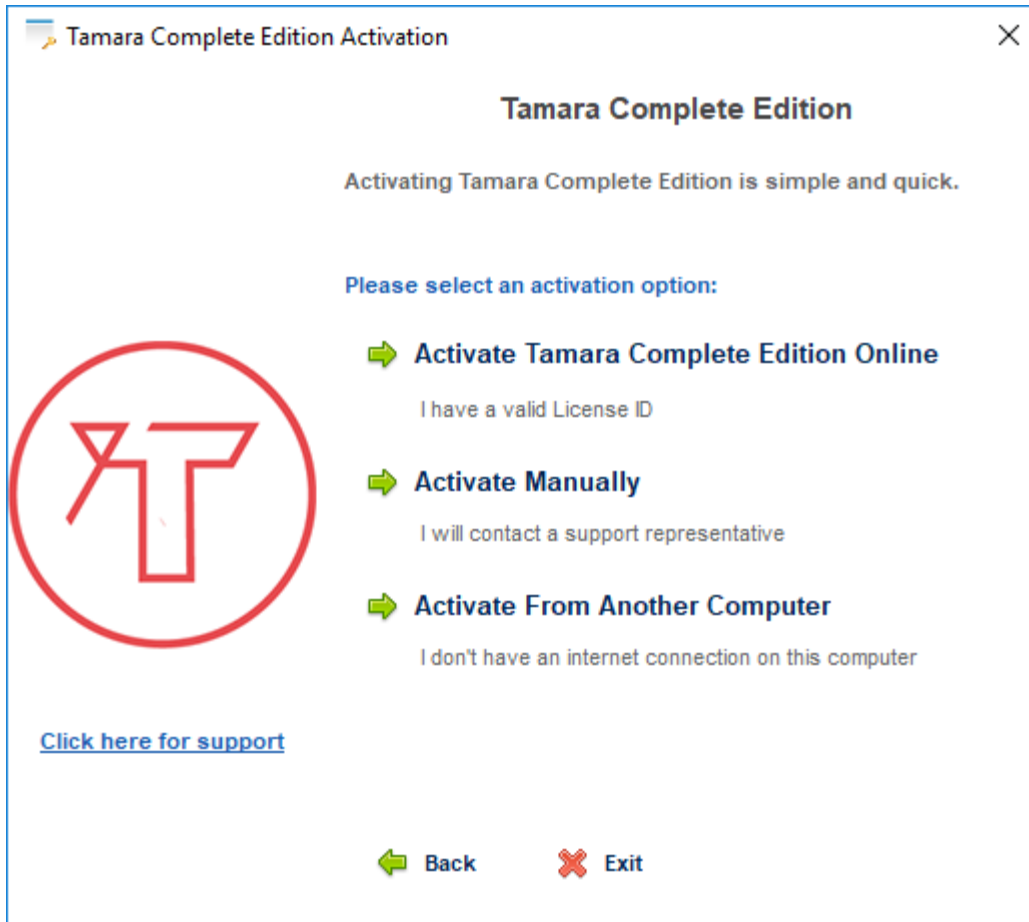 Tamara Complete Edition Activation
Tamara Complete Edition
Activating Tamara Complete Edition is simple and quick.
Please select an activation option:
Activate Tamara Complete Edition Online
I have a valid License ID
Activate Manually
I will contact a support representative
Activate From Another Computer
I don't have an internet connection on this computer
Click here for support
Back Exit